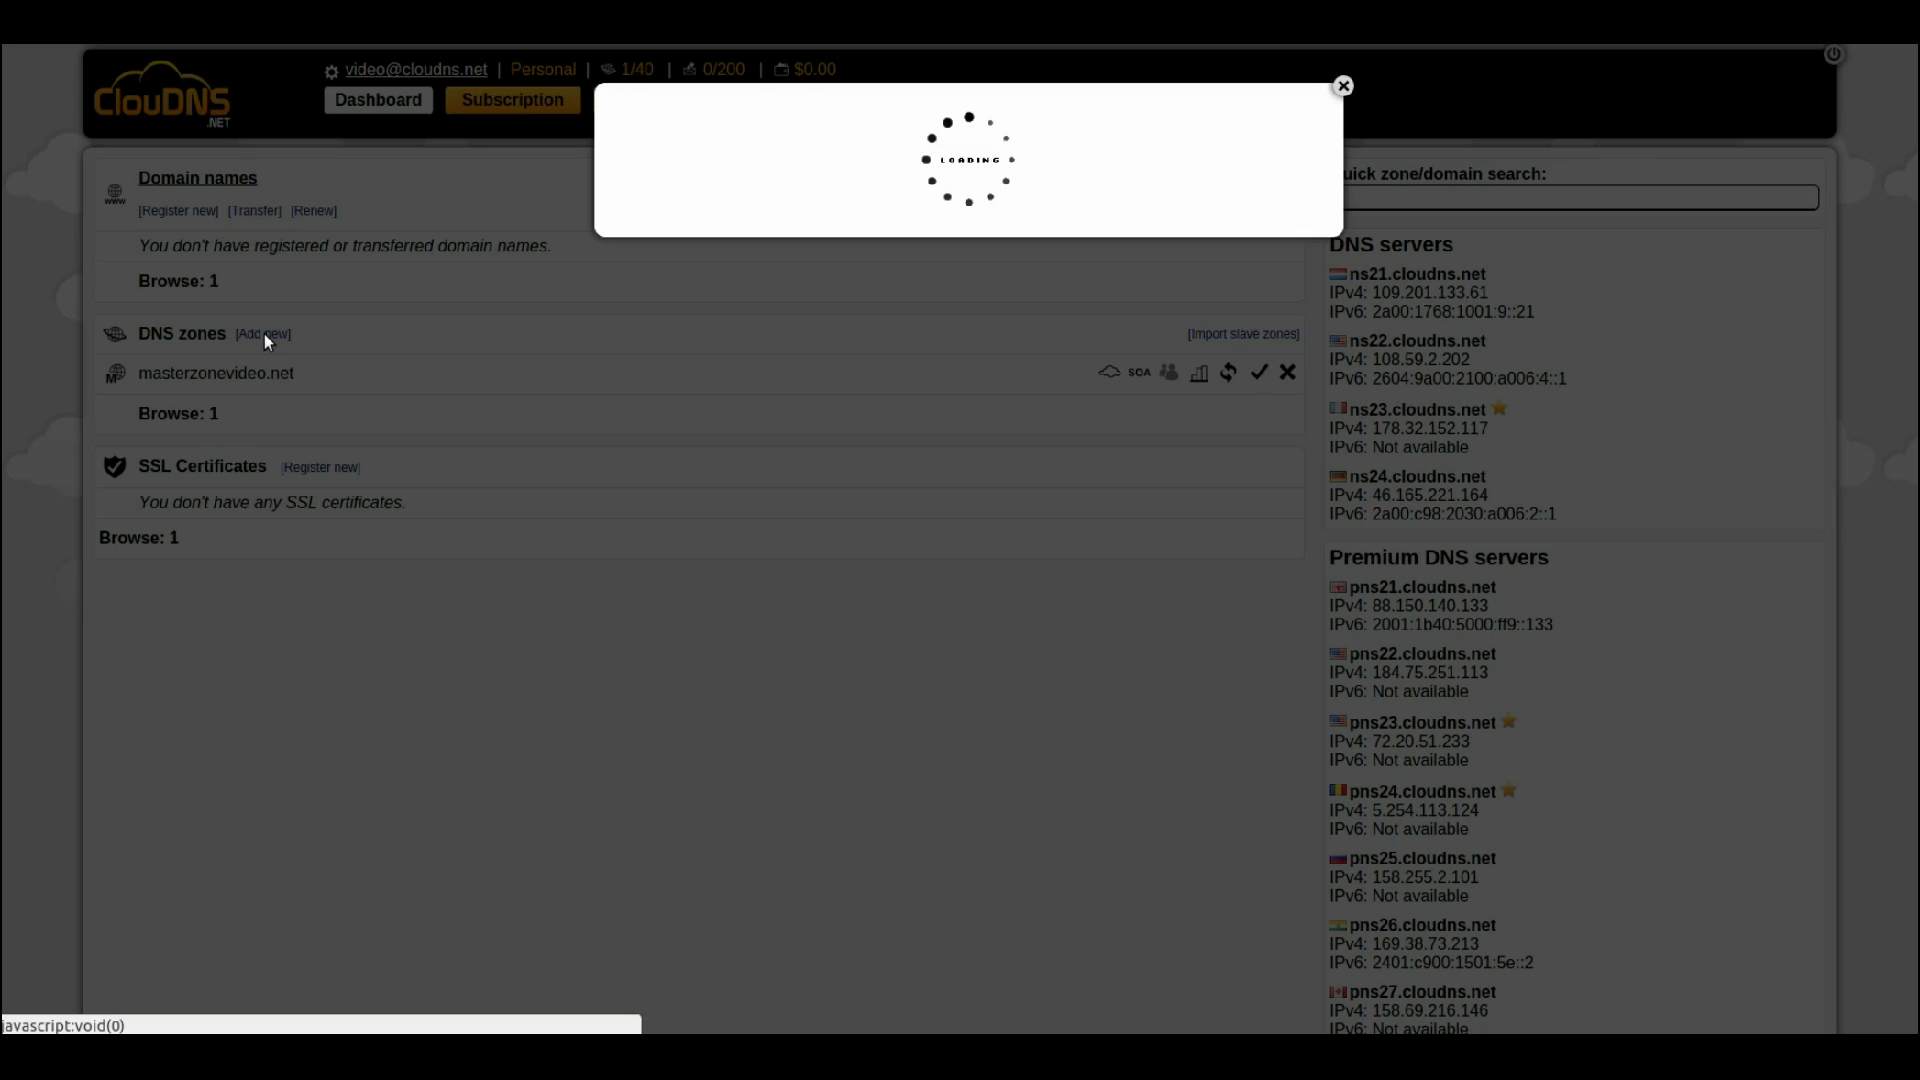 ClouDNS
.NET
video@cloudns.net | Personal | 1/40 | 0/200 | $0.00
Dashboard Subscription
LOADING
Domain names
[Register new] [Transfer] [Renew]
You don't have registered or transferred domain names.
Browse: 1
DNS zones [Add new] [Import slave zones]
masterzonevideo.net SOA
Browse: 1
SSL Certificates [Register new]
You don't have any SSL certificates.
Browse: 1
uick zone/domain search:
DNS servers
ns21.cloudns.net
IPv4: 109.201.133.61
IPv6: 2a00:1768:1001:9::21
ns22.cloudns.net
IPv4: 108.59.2.202
IPv6: 2604:9a00:2100:a006:4::1
ns23.cloudns.net
IPv4: 178.32.152.117
IPv6: Not available
ns24.cloudns.net
IPv4: 46.165.221.164
IPv6: 2a00:c98:2030:a006:2::1
Premium DNS servers
pns21.cloudns.net
IPv4: 88.150.140.133
IPv6: 2001:1b40:5000:ff9::133
pns22.cloudns.net
IPv4: 184.75.251.113
IPv6: Not available
pns23.cloudns.net
IPv4: 72.20.51.233
IPv6: Not available
pns24.cloudns.net
IPv4: 5.254.113.124
IPv6: Not available
pns25.cloudns.net
IPv4: 158.255.2.101
IPv6: Not available
pns26.cloudns.net
IPv4: 169.38.73.213
IPv6: 2401:c900:1501:5e::2
pns27.cloudns.net
IPv4: 158.69.216.146
IPv6: Not available
javascript:void(0)